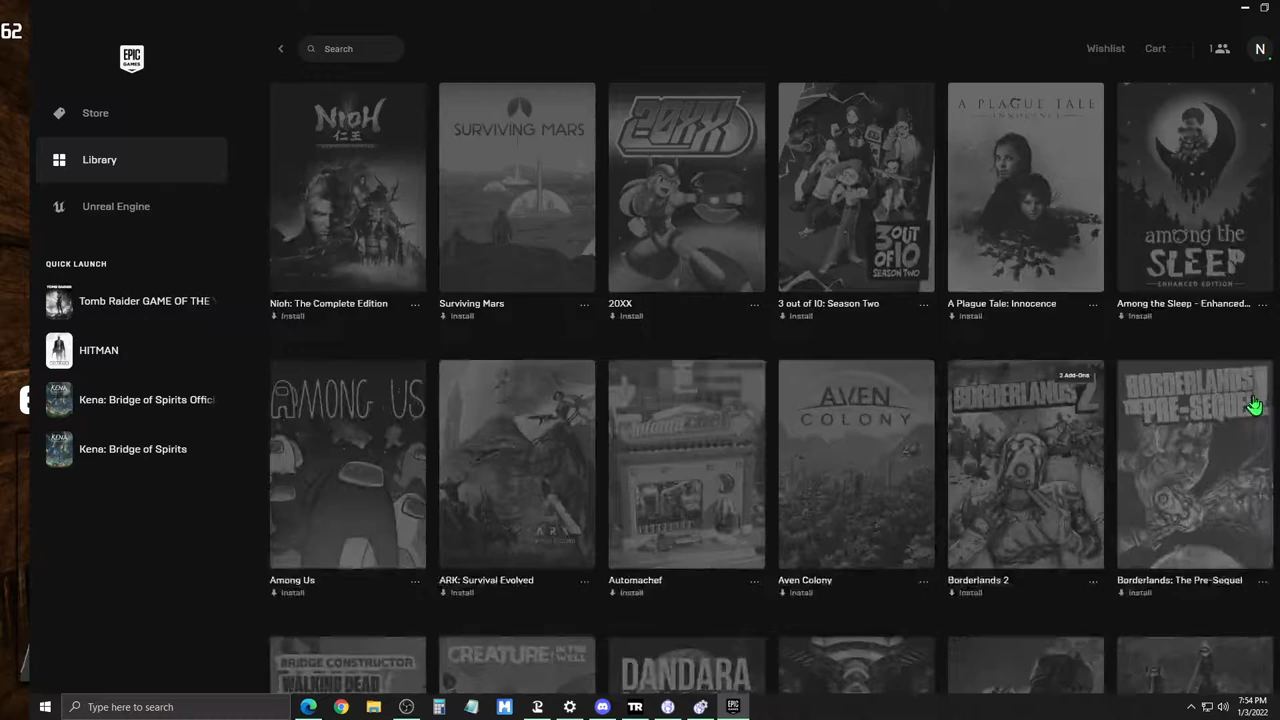 62
EPIC
GAMES
Search
Wishlist
Cart
1
N
Store
Library
Unreal Engine
QUICK LAUNCH
Tomb Raider GAME OF THE
HITMAN
Kena: Bridge of Spirits Offici
Kena: Bridge of Spirits
NIOH
仁王
SURVIVING MARS
20XX
3 OUT
OF 10
SEASON TWO
A PLAGUE TALE
INNOCENCE
among
the
SLEEP
ENHANCED EDITION
Nioh: The Complete Edition ...
Install
Surviving Mars ...
Install
20XX ...
Install
3 out of 10: Season Two ...
Install
A Plague Tale: Innocence ...
Install
Among the Sleep - Enhanced... ...
Install
AMONG US
ARK
AVEN
COLONY
2 Add-Ons
BORDERLANDS 2
BORDERLANDS
THE PRE-SEQUEL
Among Us ...
Install
ARK: Survival Evolved ...
Install
Automachef ...
Install
Aven Colony ...
Install
Borderlands 2 ...
Install
Borderlands: The Pre-Sequel ...
Install
BRIDGE CONSTRUCTOR
WALKING DEAD
CREATURE IN THE WELL
DANDARA
Type here to search
TR
EPIC
GAMES
7:54 PM
1/3/2022